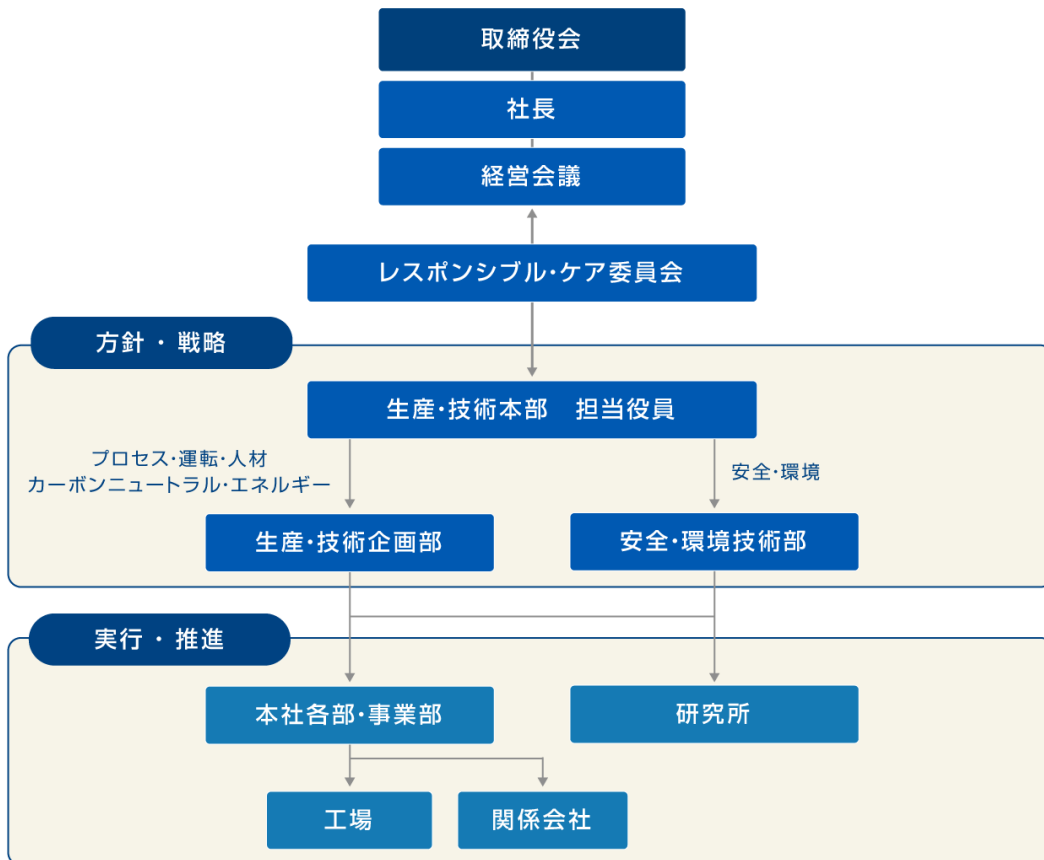 取締役会
社長
経営会議
レスポンシブル・ケア委員会
方針・戦略
生産・技術本部　担当役員
プロセス・運転・人材
カーボンニュートラル・エネルギー
安全・環境
生産・技術企画部
安全・環境技術部
実行・推進
本社各部・事業部
研究所
工場
関係会社